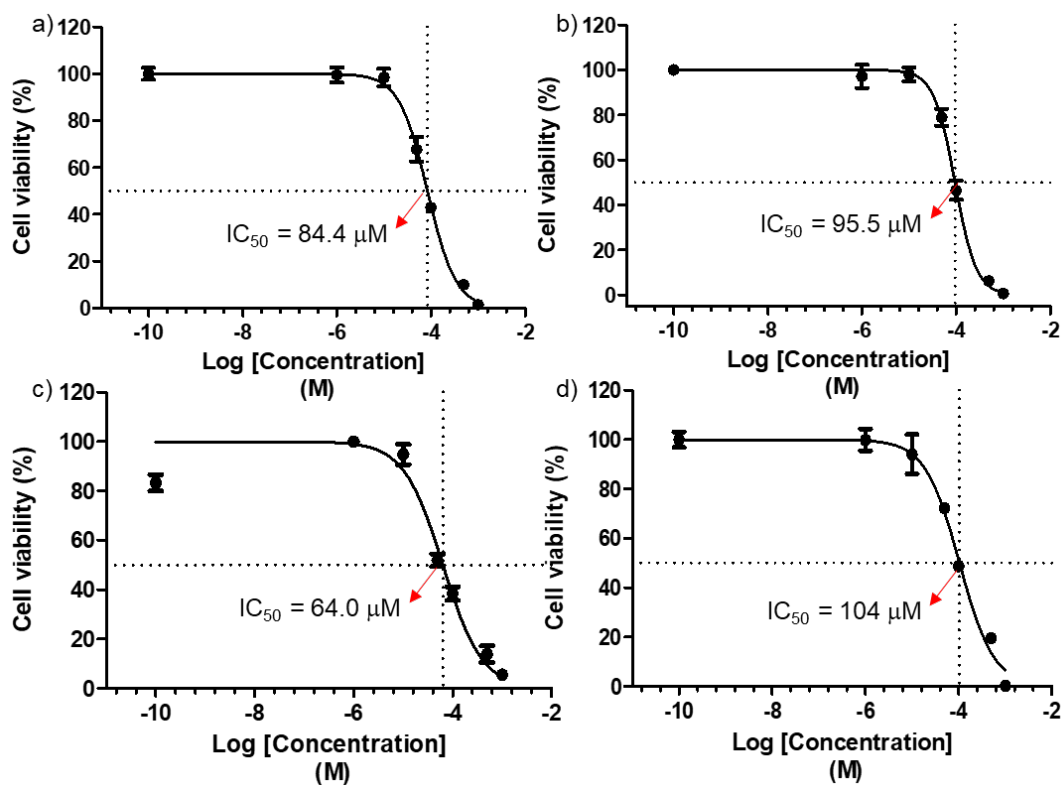 a)
120
100
80
60
40
20
0
Cell viability (%)
IC50 = 84.4 μM
-10
-8
-6
-4
-2
Log [Concentration]
(M)
b)
120
100
80
60
40
20
0
Cell viability (%)
IC50 = 95.5 μM
-10
-8
-6
-4
-2
Log [Concentration]
(M)
c)
120
100
80
60
40
20
0
Cell viability (%)
IC50 = 64.0 μM
-10
-8
-6
-4
-2
Log [Concentration]
(M)
d)
120
100
80
60
40
20
0
Cell viability (%)
IC50 = 104 μM
-10
-8
-6
-4
-2
Log [Concentration]
(M)